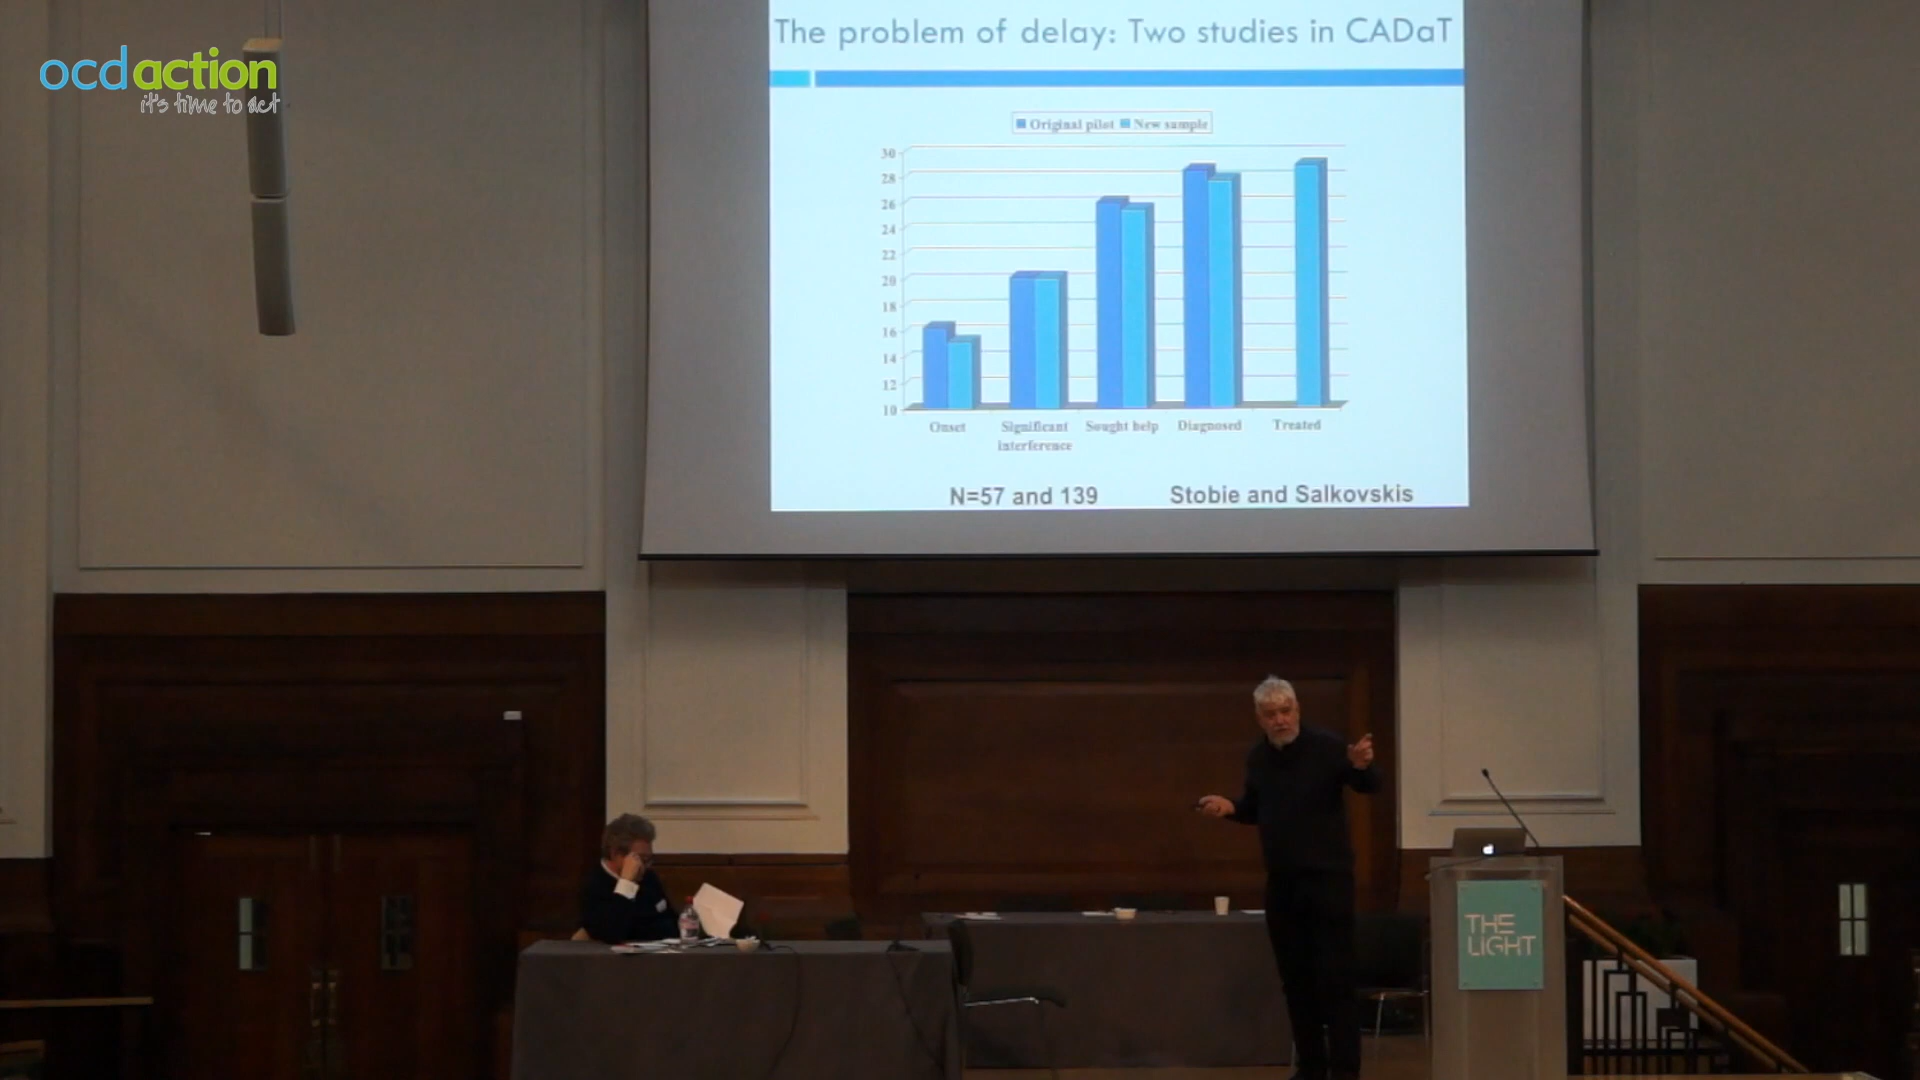 ocdaction
it's time to act
The problem of delay: Two studies in CADaT
Original pilot New sample
30
28
26
24
22
20
18
16
14
12
10
Onset Significant interference Sought help Diagnosed Treated
N=57 and 139 Stobie and Salkovskis
THE
LIGHT